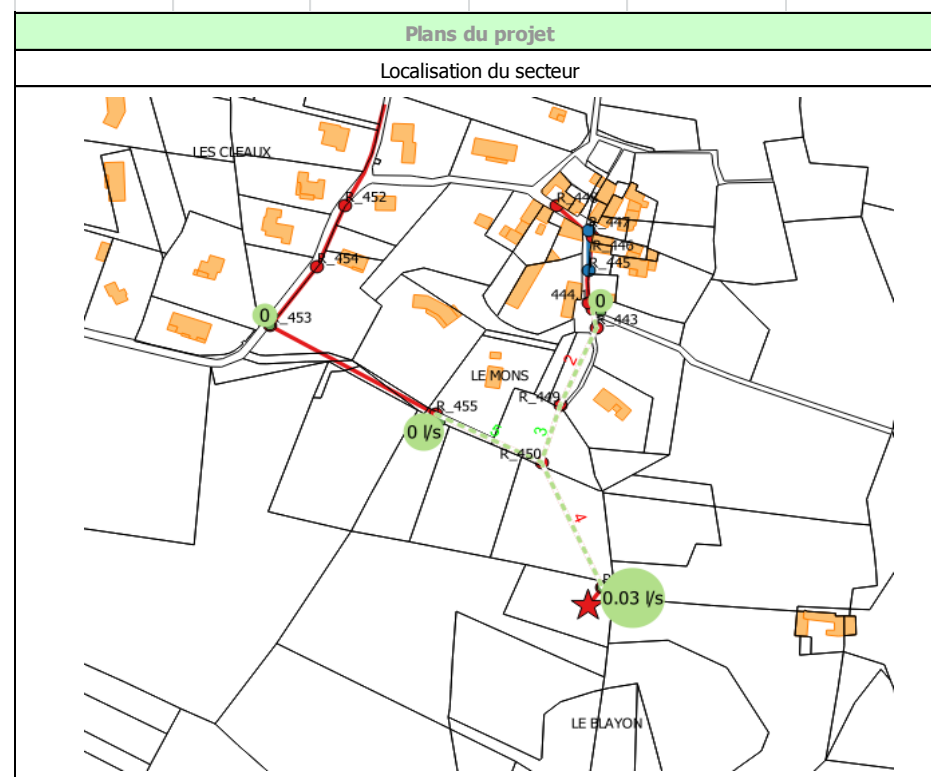 Plans du projet
Localisation du secteur
LES CLEAUX
R_452
R_447
R_446
R_454
R_445
444.1
0
0
_453
R_443
2
LE MONS
R_449
R_455
0 l/s
3
R_450
4
0.03 l/s
LE BLAYON